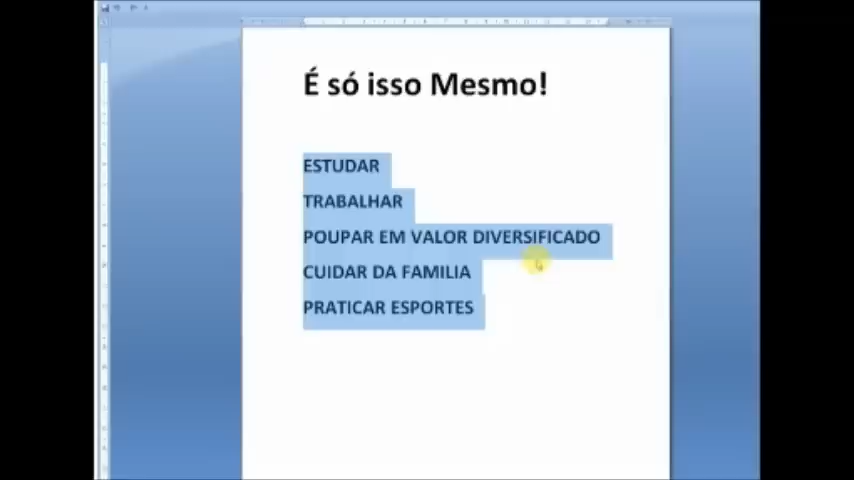 É só isso Mesmo!
ESTUDAR
TRABALHAR
POUPAR EM VALOR DIVERSIFICADO
CUIDAR DA FAMILIA
PRATICAR ESPORTES